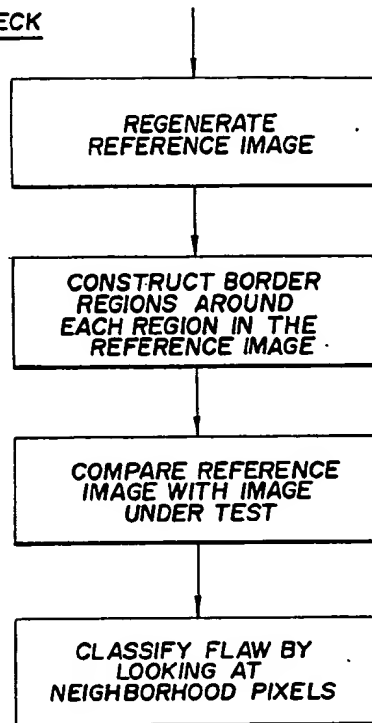 REGENERATE
REFERENCE IMAGE
CONSTRUCT BORDER
REGIONS AROUND
EACH REGION IN THE
REFERENCE IMAGE
COMPARE REFERENCE
IMAGE WITH IMAGE
UNDER TEST
CLASSIFY FLAW BY
LOOKING AT
NEIGHBORHOOD PIXELS